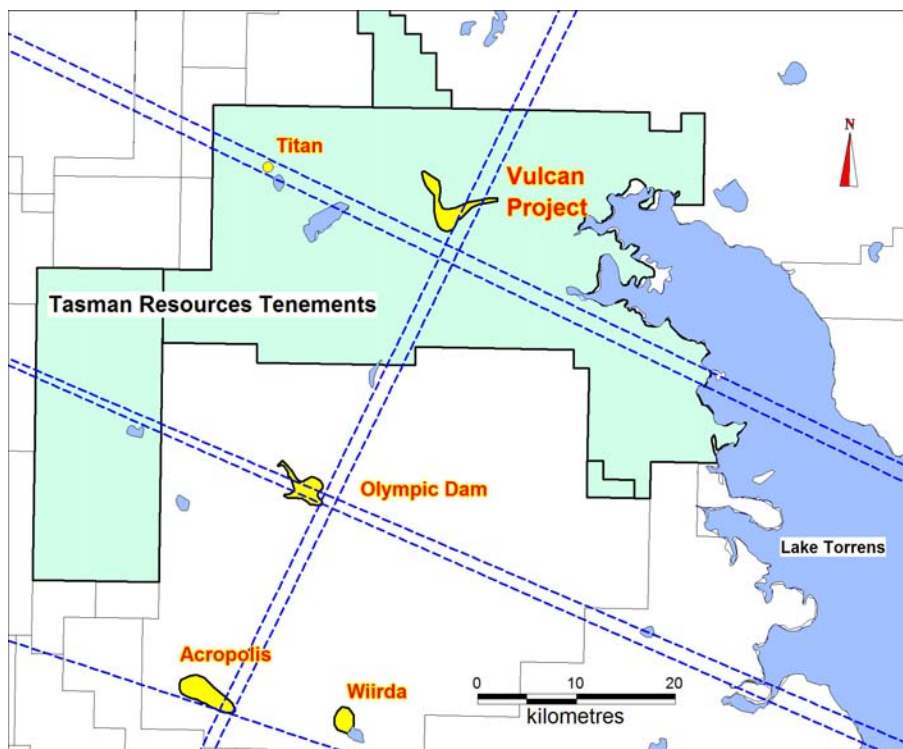 N
Titan
Vulcan
Project
Tasman Resources Tenements
Olympic Dam
Lake Torrens
Acropolis
Wiirda
0 10 20
kilometres